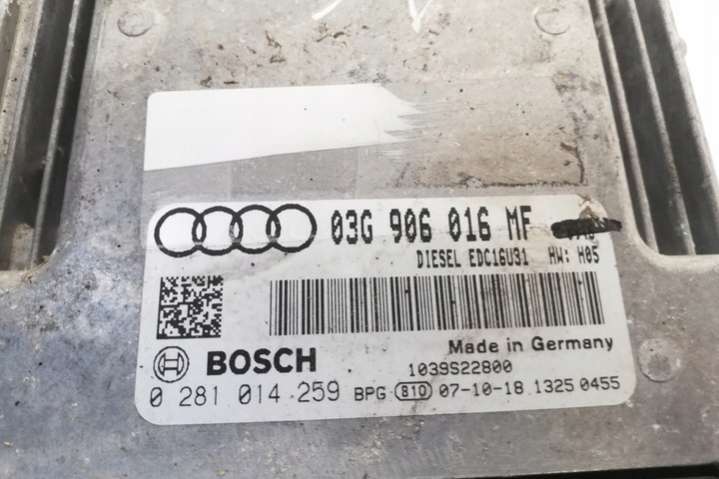 03G 906 016 MF
DIESEL EDC16U31 HW: H05
Made in Germany
BOSCH 1039S22800
0 281 014 259 BPG 810 07-10-18 1325 0455